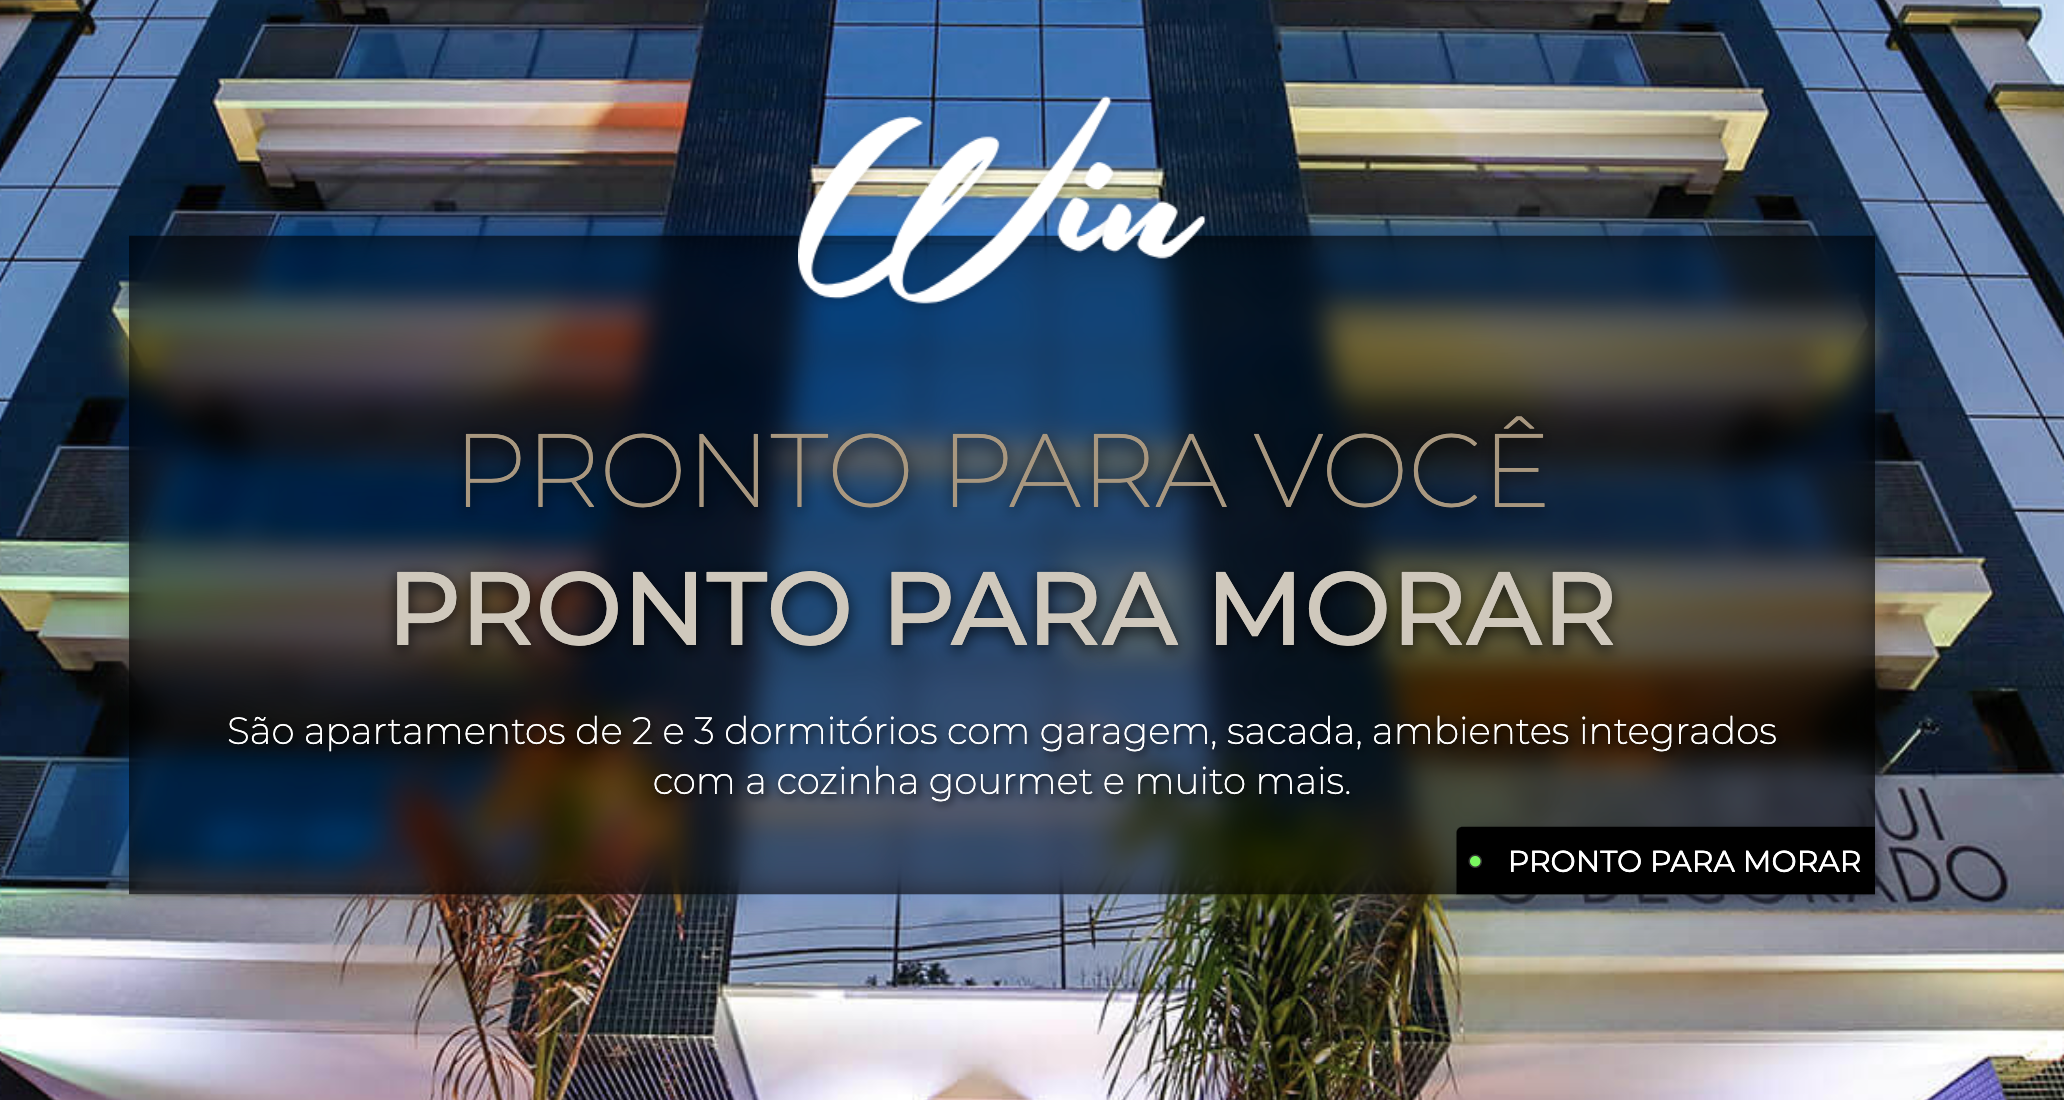 Win
PRONTO PARA VOCÊ
PRONTO PARA MORAR
São apartamentos de 2 e 3 dormitórios com garagem, sacada, ambientes integrados
com a cozinha gourmet e muito mais.
PRONTO PARA MORAR